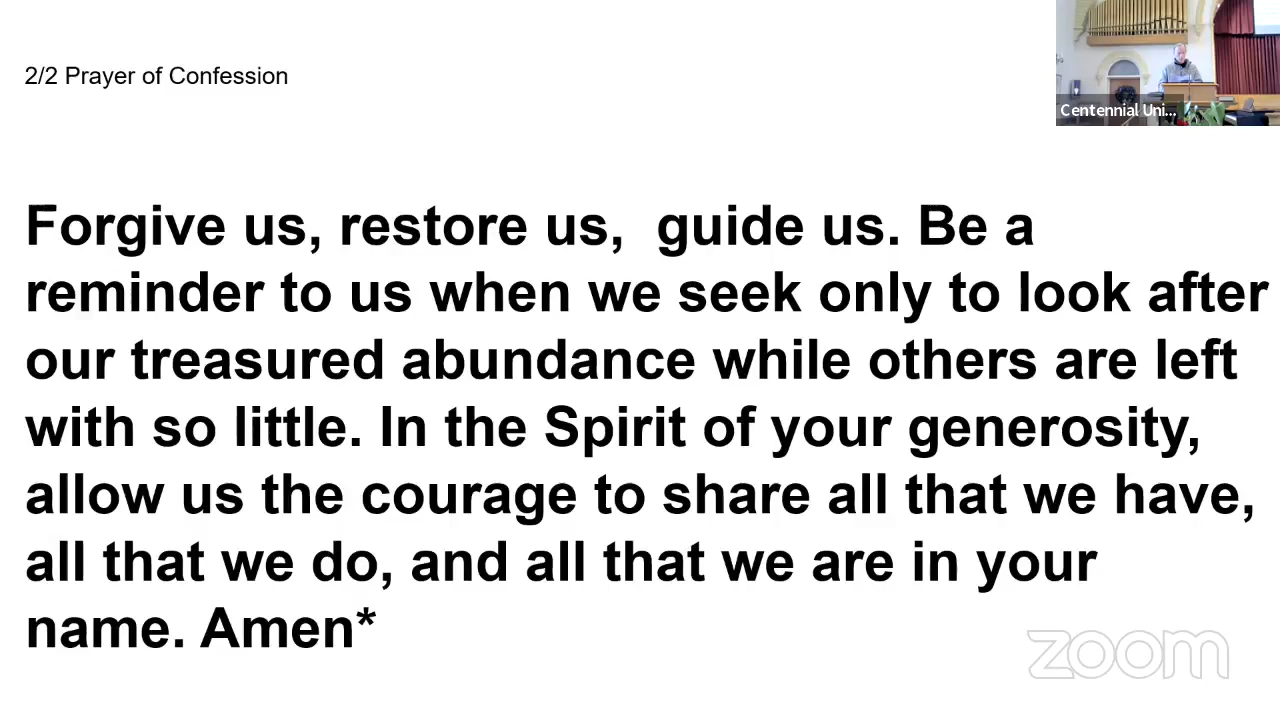 2/2 Prayer of Confession
Centennial Uni...
Forgive us, restore us,  guide us. Be a
reminder to us when we seek only to look after
our treasured abundance while others are left
with so little. In the Spirit of your generosity,
allow us the courage to share all that we have,
all that we do, and all that we are in your
name. Amen*
zoom